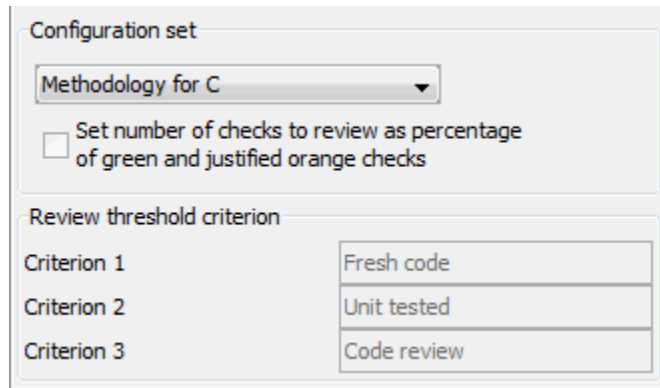 Configuration set
Methodology for C
Set number of checks to review as percentage
of green and justified orange checks
Review threshold criterion
Criterion 1 Fresh code
Criterion 2 Unit tested
Criterion 3 Code review